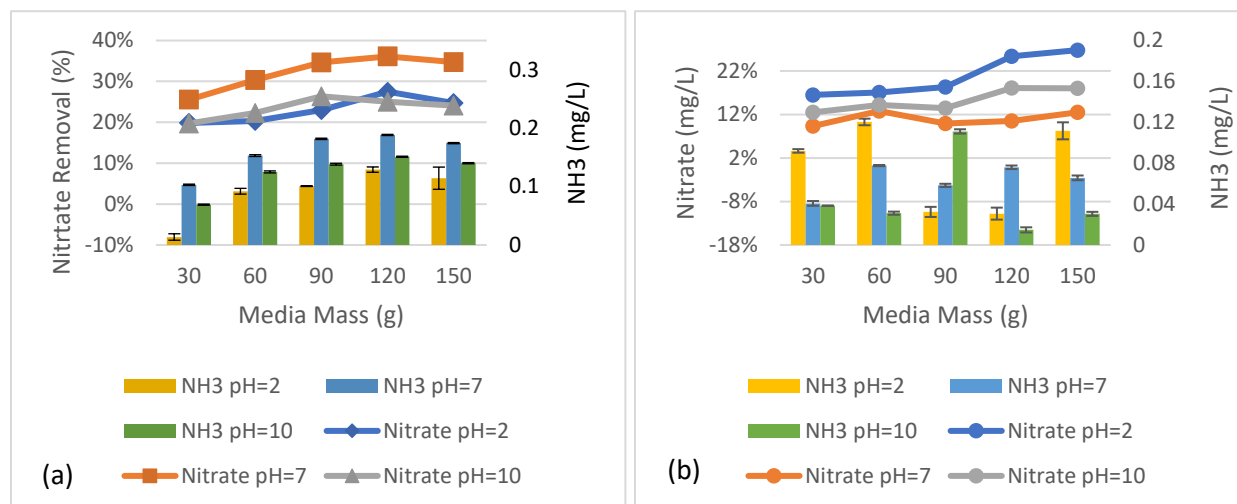 40%
30%
20%
10%
0%
-10%
Nitrtrate Removal (%)
0.3
0.2
0.1
0
NH3 (mg/L)
30 60 90 120 150
Media Mass (g)
NH3 pH=2 NH3 pH=7
NH3 pH=10 Nitrate pH=2
Nitrate pH=7 Nitrate pH=10
(a)
22%
12%
2%
-8%
-18%
Nitrate (mg/L)
0.2
0.16
0.12
0.08
0.04
0
NH3 (mg/L)
30 60 90 120 150
Media Mass (g)
NH3 pH=2 NH3 pH=7
NH3 pH=10 Nitrate pH=2
Nitrate pH=7 Nitrate pH=10
(b)